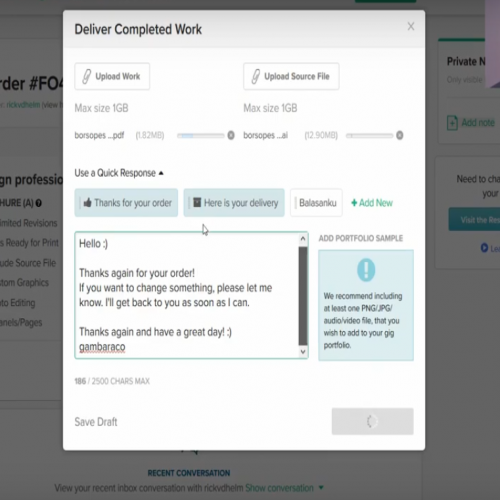 Deliver Completed Work
X
Upload Work
Upload Source File
Max size 1GB
Max size 1GB
borsopes ...pdf (1.82MB)
borsopes ...ai (12.90MB)
Use a Quick Response
Thanks for your order
Here is your delivery
Balasanku
+ Add New
Hello :)
Thanks again for your order!
If you want to change something, please let me
know. I'll get back to you as soon as I can.
Thanks again and have a great day! :)
gambaraco
ADD PORTFOLIO SAMPLE
We recommend including
at least one PNG/JPG/
audio/video file, that you
wish to add to your gig
portfolio.
186 / 2500 CHARS MAX
Save Draft
rder #FO4
rickvdhelm (view
gn professio
HURE (A)
imited Revisions
s Ready for Print
ude Source File
tom Graphics
to Editing
anels/Pages
Private N
Only visible
Add note
Need to cha
your
Visit the Res
Le
RECENT CONVERSATION
View your recent inbox conversation with rickvdhelm Show conversation